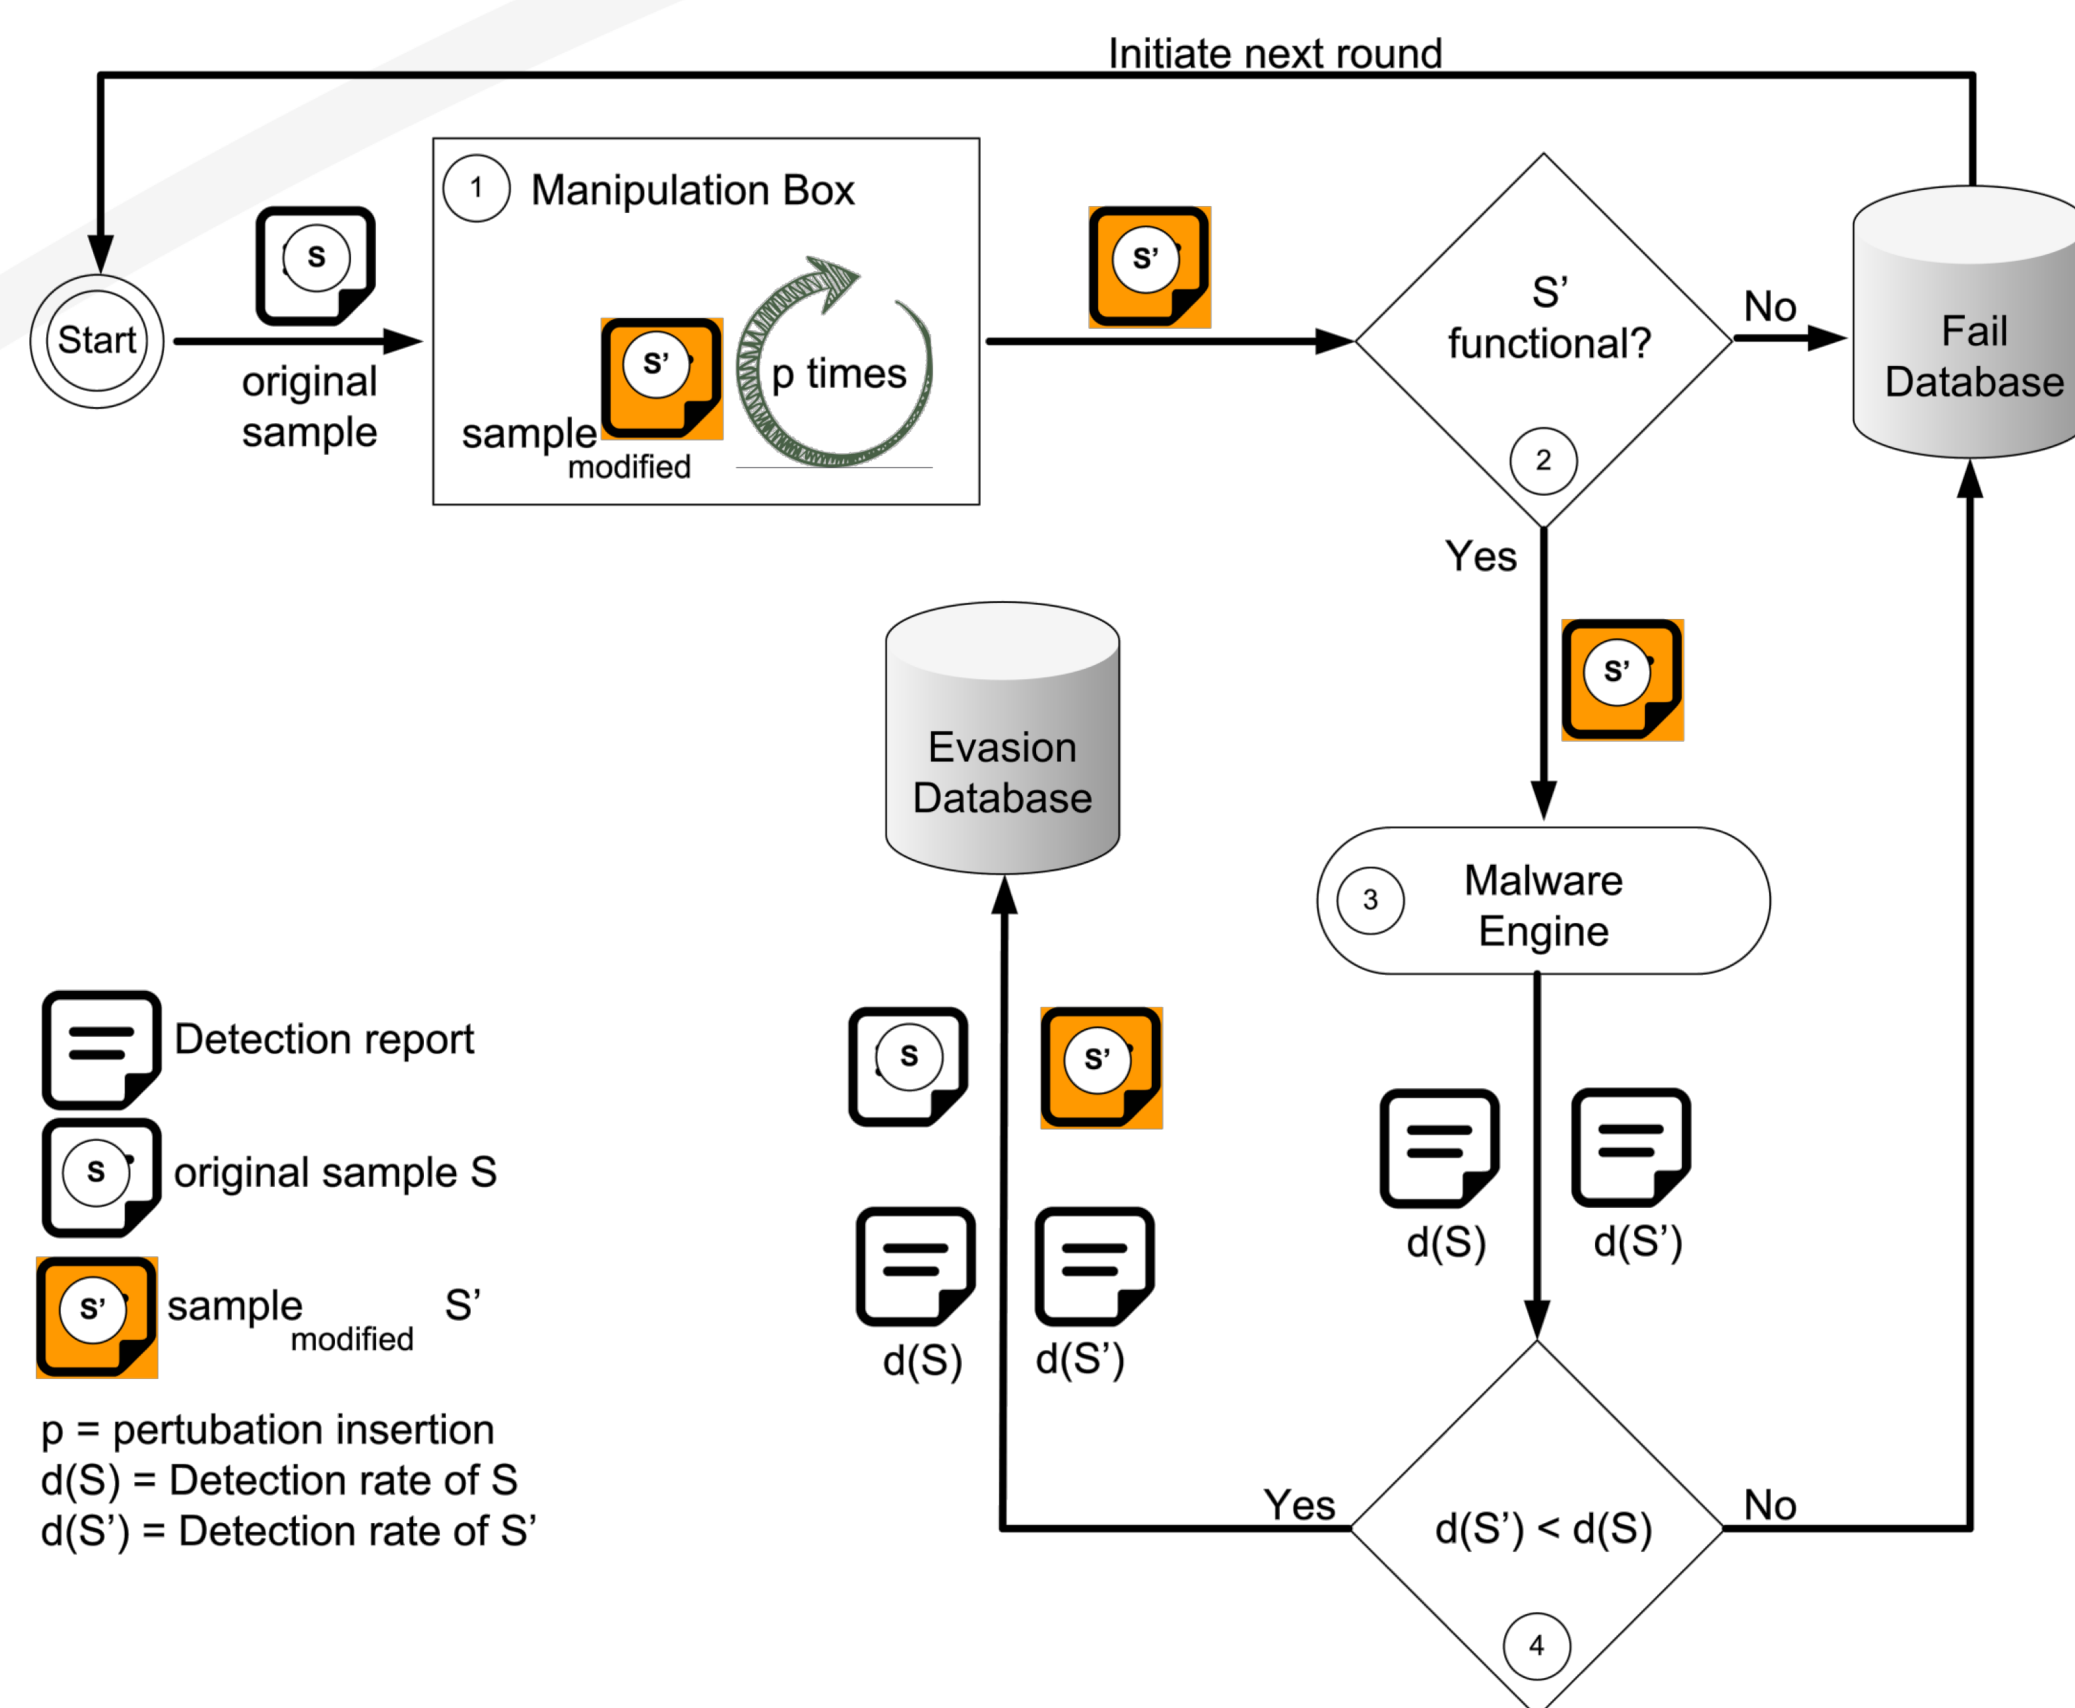 Initiate next round
Start
S
original
sample
1
Manipulation Box
S'
sample
modified
p times
S'
S'
functional?
2
No
Fail
Database
Yes
S'
Evasion
Database
3
Malware
Engine
S
S'
d(S)
d(S')
d(S)
d(S')
Yes
d(S') < d(S)
No
4
Detection report
S
original sample S
S'
sample
modified
S'
p = pertubation insertion
d(S) = Detection rate of S
d(S') = Detection rate of S'